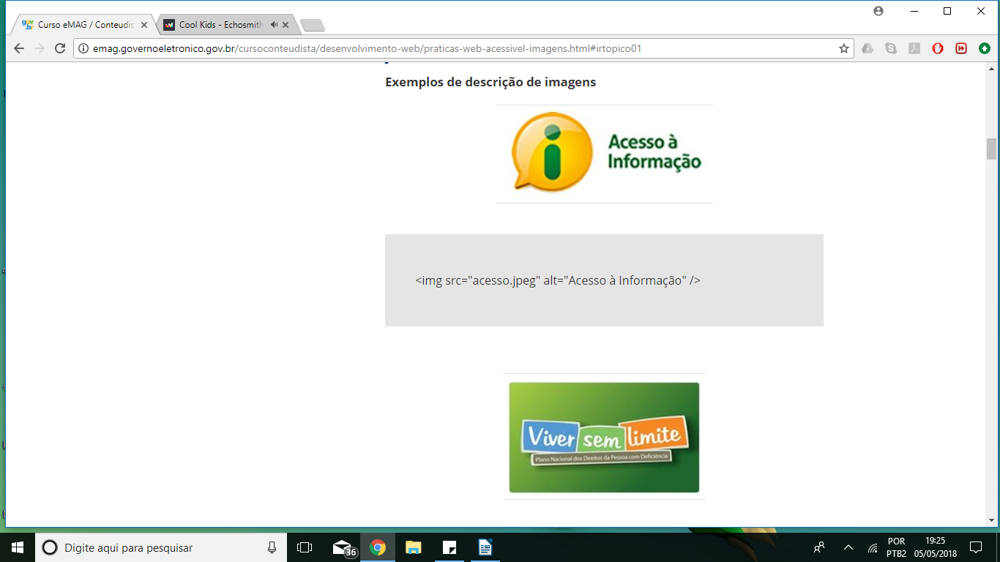 Curso eMAG / Conteudis
Cool Kids - Echosmith
emag.governoeletronico.gov.br/cursoconteudista/desenvolvimento-web/praticas-web-acessivel-imagens.html#irtopico01
Exemplos de descrição de imagens
Acesso à
Informação
<img src="acesso.jpeg" alt="Acesso à Informação" />
Viver sem limite
Plano Nacional dos Direitos da Pessoa com Deficiência
Digite aqui para pesquisar
36
POR
PTB2
19:25
05/05/2018